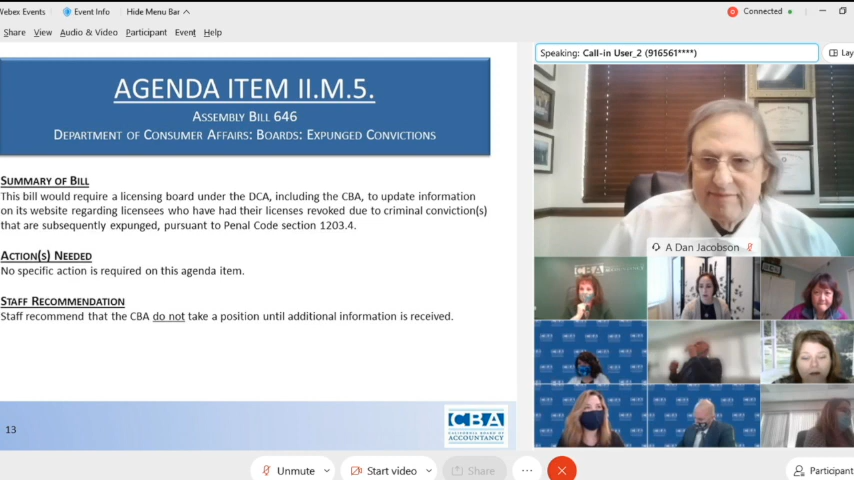 Webex Events
Event Info
Hide Menu Bar
Connected
Share View Audio & Video Participant Event Help
Speaking: Call-in User_2 (916561****)
Lay
AGENDA ITEM II.M.5.
ASSEMBLY BILL 646
DEPARTMENT OF CONSUMER AFFAIRS: BOARDS: EXPUNGED CONVICTIONS
SUMMARY OF BILL
This bill would require a licensing board under the DCA, including the CBA, to update information
on its website regarding licensees who have had their licenses revoked due to criminal conviction(s)
that are subsequently expunged, pursuant to Penal Code section 1203.4.
ACTION(S) NEEDED
No specific action is required on this agenda item.
STAFF RECOMMENDATION
Staff recommend that the CBA do not take a position until additional information is received.
13
CBA
CALIFORNIA BOARD OF
ACCOUNTANCY
A Dan Jacobson
CBA
Unmute
Start video
Share
Participant